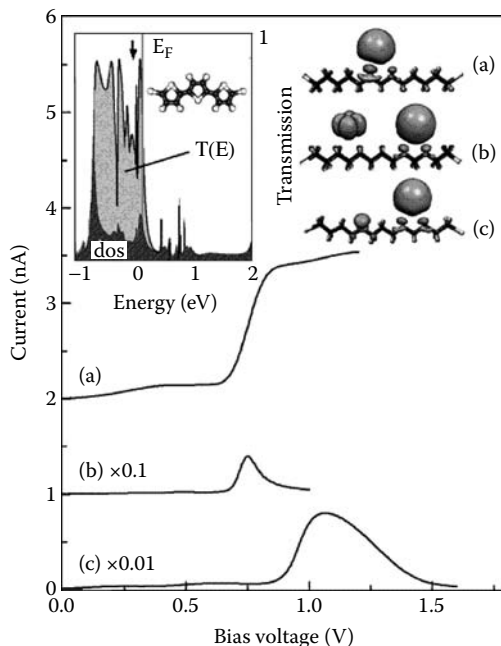 6
5
4
3
2
1
0
Current (nA)
0.0
0.5
1.0
1.5
Bias voltage (V)
E_F
1
T(E)
dos
−1
0
1
2
Energy (eV)
Transmission
(a)
(b)
(c)
(a)
(b) ×0.1
(c) ×0.01